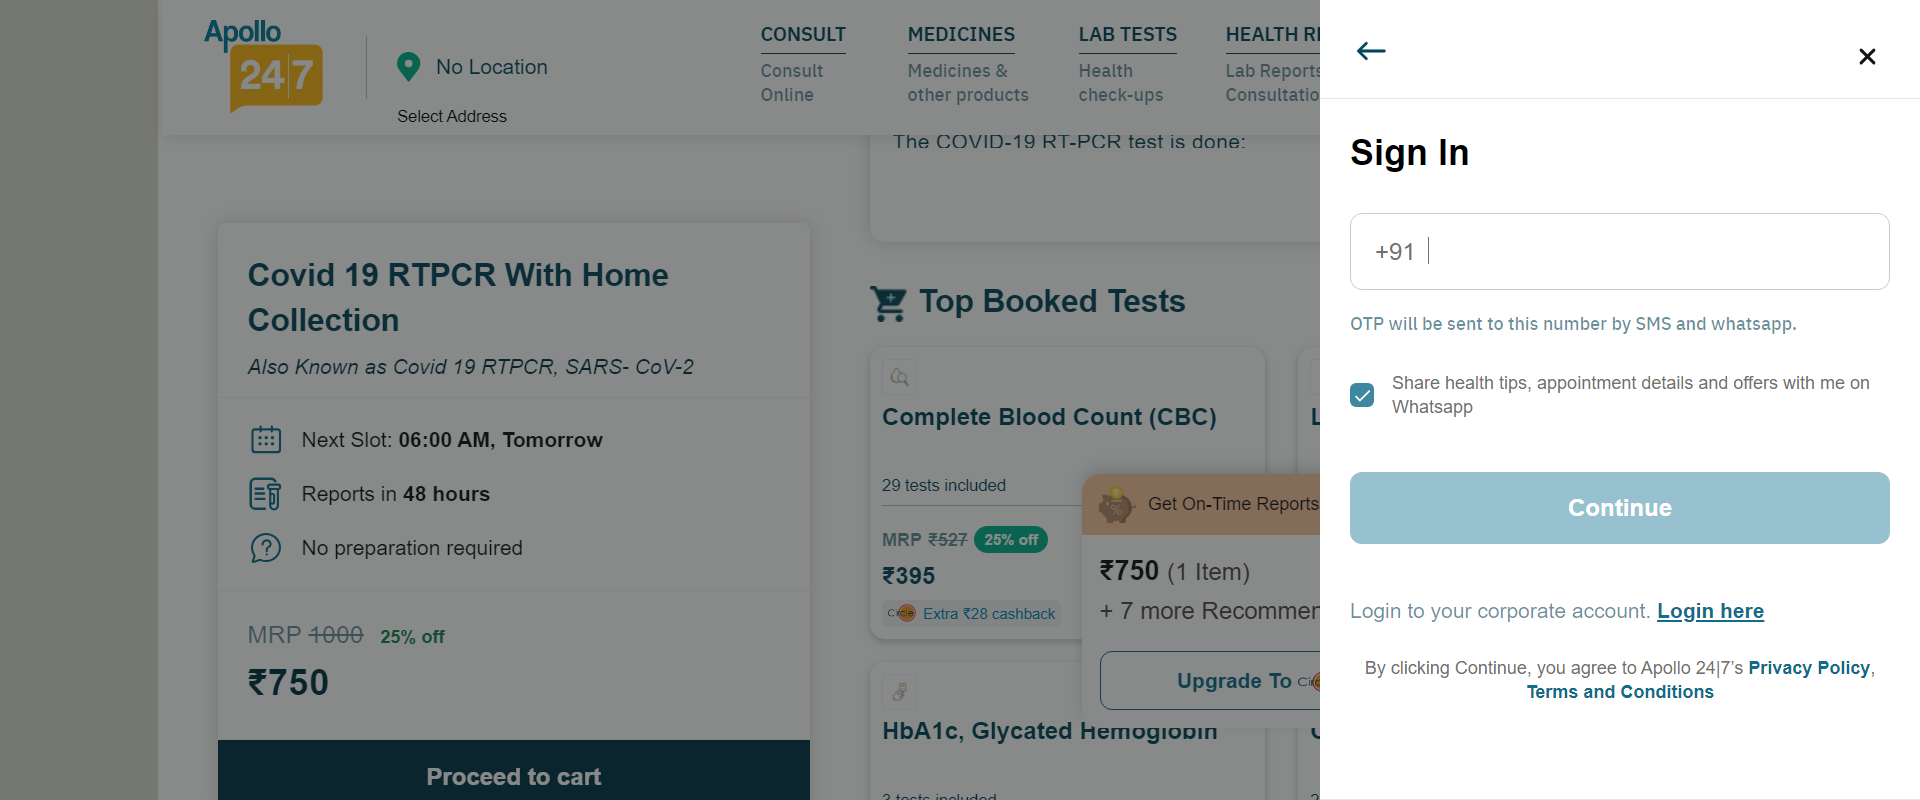 Apollo
24|7
No Location
Select Address
CONSULT
Consult
Online
MEDICINES
Medicines &
other products
LAB TESTS
Health
check-ups
HEALTH
Lab Reports
The COVID-19 RT-PCR test is done:
Covid 19 RTPCR With Home
Collection
Also Known as Covid 19 RTPCR, SARS- CoV-2
Next Slot: 06:00 AM, Tomorrow
Reports in 48 hours
No preparation required
MRP 1000 25% off
₹750
Proceed to cart
Top Booked Tests
Complete Blood Count (CBC)
29 tests included
MRP ₹527 25% off
₹395
Circle Extra ₹28 cashback
HbA1c, Glycated Hemoglobin
3 tests included
Get On-Time Reports
₹750 (1 Item)
+ 7 more
Upgrade To
Sign In
+91
OTP will be sent to this number by SMS and whatsapp.
Share health tips, appointment details and offers with me on
Whatsapp
Continue
Login to your corporate account. Login here
By clicking Continue, you agree to Apollo 24|7’s Privacy Policy,
Terms and Conditions